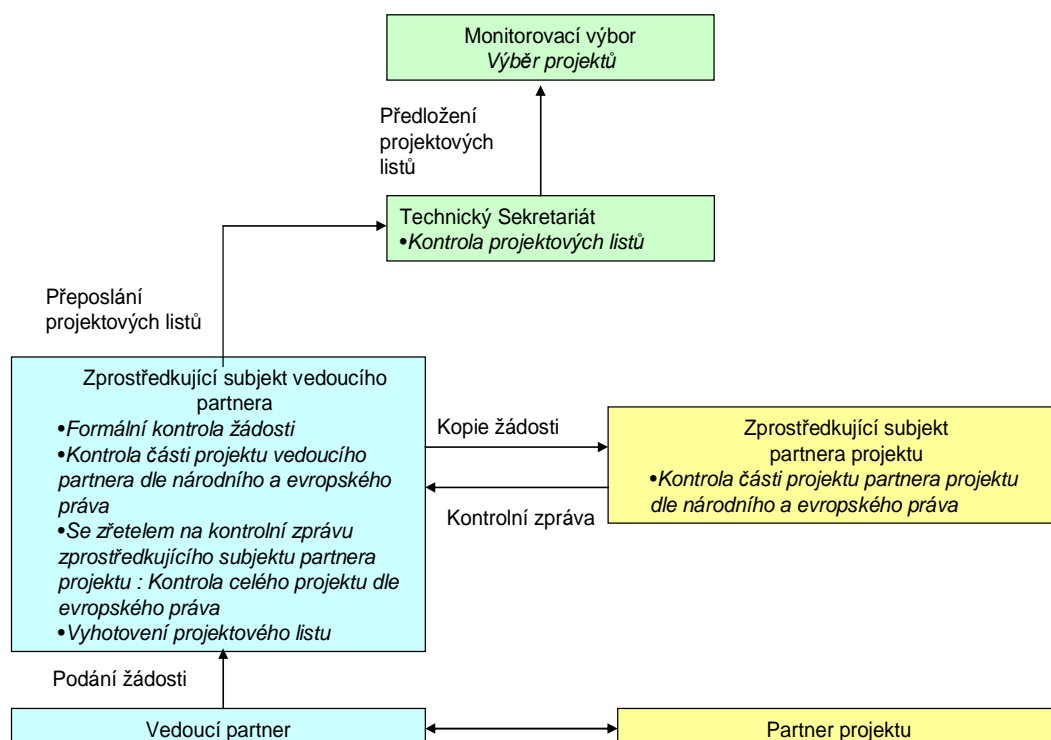 Monitorovací výbor
Výběr projektů
Předložení
projektových
listů
Technický Sekretariát
•Kontrola projektových listů
Přeposlání
projektových listů
Zprostředkující subjekt vedoucího
partnera
•Formální kontrola žádosti
•Kontrola části projektu vedoucího
partnera dle národního a evropského
práva
•Se zřetelem na kontrolní zprávu
zprostředkujícího subjektu partnera
projektu : Kontrola celého projektu dle
evropského práva
•Vyhotovení projektového listu
Kopie žádosti
Kontrolní zpráva
Zprostředkující subjekt
partnera projektu
•Kontrola části projektu partnera projektu
dle národního a evropského práva
Podání žádosti
Vedoucí partner
Partner projektu